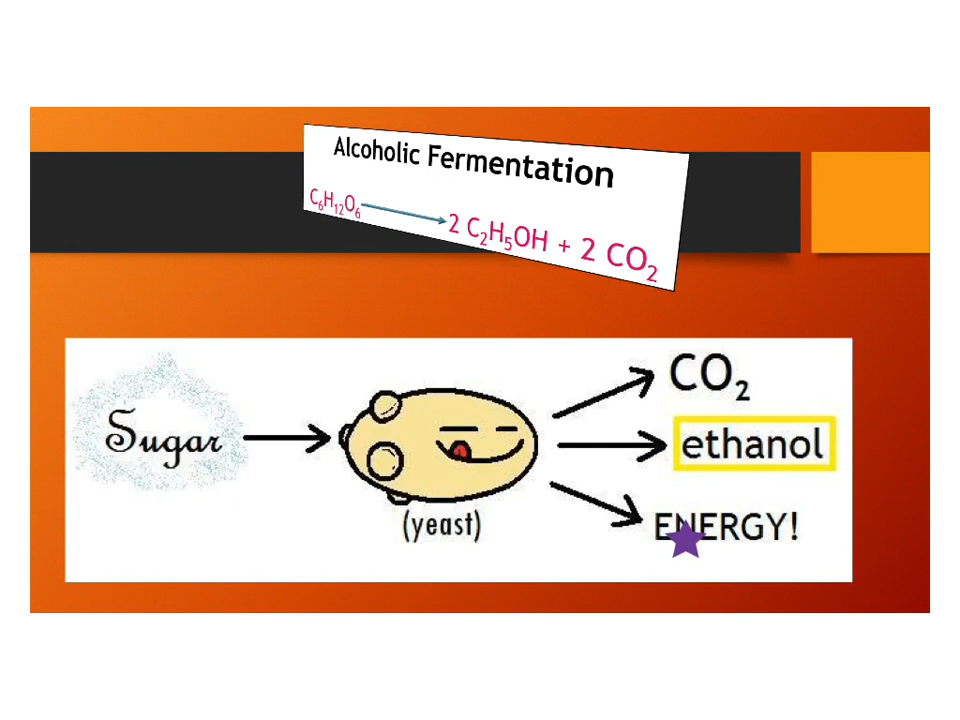 Alcoholic Fermentation
C₆H₁₂O₆ → 2 C₂H₅OH + 2 CO₂
Sugar
(yeast)
CO₂
ethanol
ENERGY!